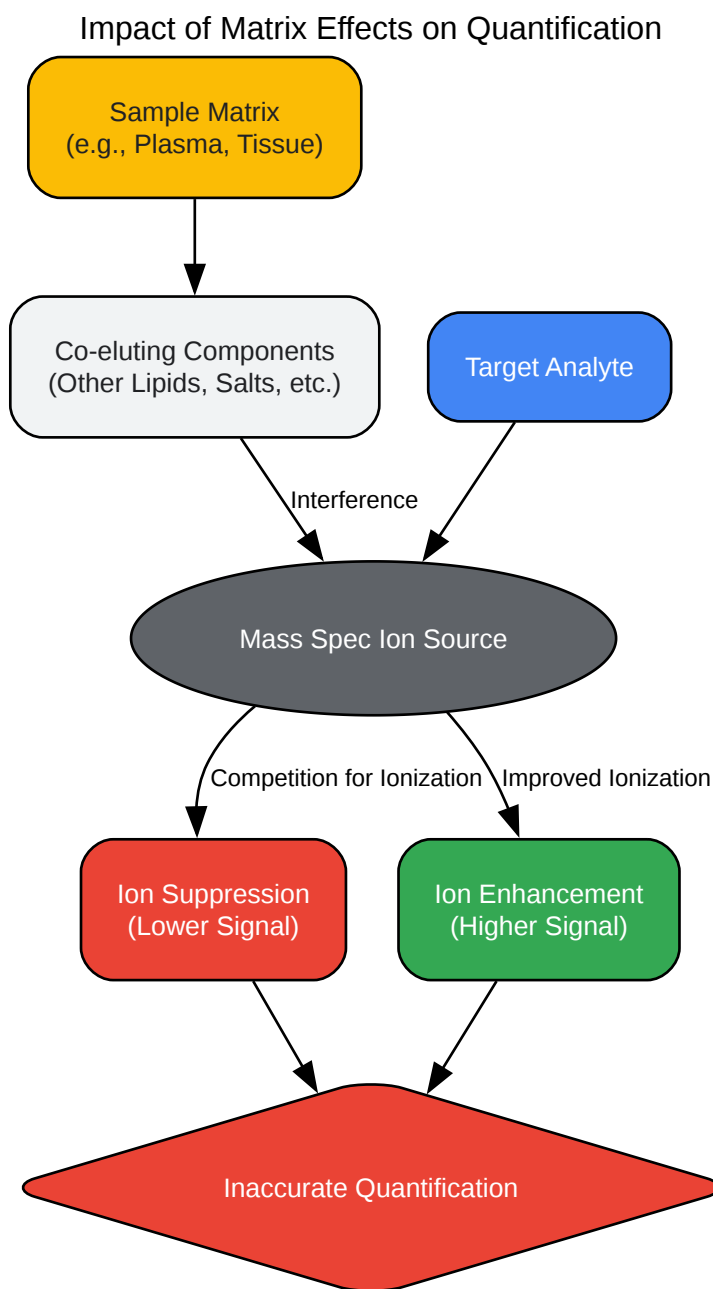 Impact of Matrix Effects on Quantification
Sample Matrix
(e.g., Plasma, Tissue)
Co-eluting Components
(Other Lipids, Salts, etc.)
Target Analyte
Interference
Mass Spec Ion Source
Competition for Ionization
Improved Ionization
Ion Suppression
(Lower Signal)
Ion Enhancement
(Higher Signal)
Inaccurate Quantification